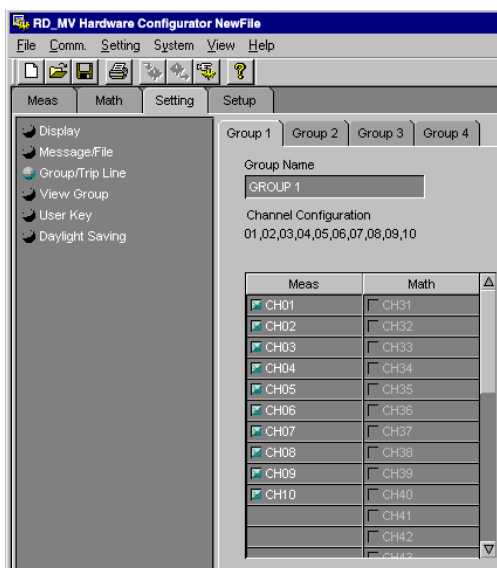 RD_MV Hardware Configurator NewFile
File Comm. Setting System View Help
Meas Math Setting Setup
Display
Message/File
Group/Trip Line
View Group
User Key
Daylight Saving
Group 1 Group 2 Group 3 Group 4
Group Name
GROUP 1
Channel Configuration
01,02,03,04,05,06,07,08,09,10
Meas Math
CH01 CH31
CH02 CH32
CH03 CH33
CH04 CH34
CH05 CH35
CH06 CH36
CH07 CH37
CH08 CH38
CH09 CH39
CH10 CH40
CH41
CH42
CH43